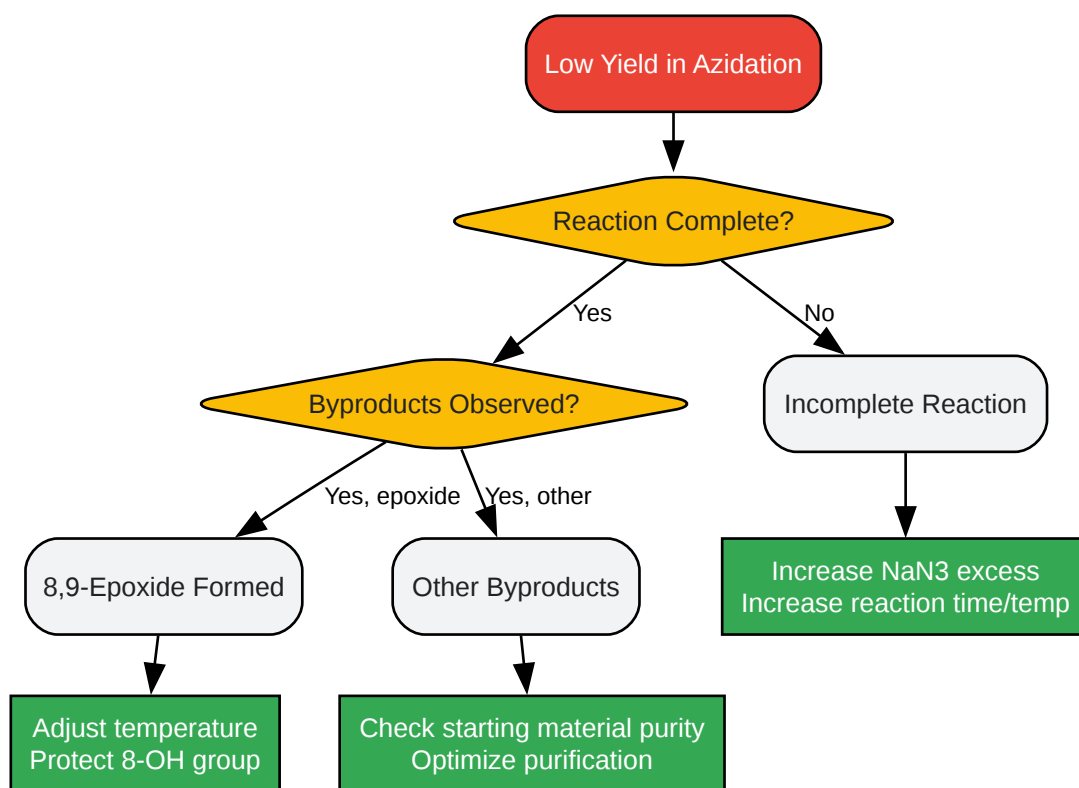 Low Yield in Azidation
Reaction Complete?
Yes
No
Byproducts Observed?
Incomplete Reaction
Yes, epoxide
Yes, other
8,9-Epoxide Formed
Other Byproducts
Increase NaN3 excess
Increase reaction time/temp
Adjust temperature
Protect 8-OH group
Check starting material purity
Optimize purification